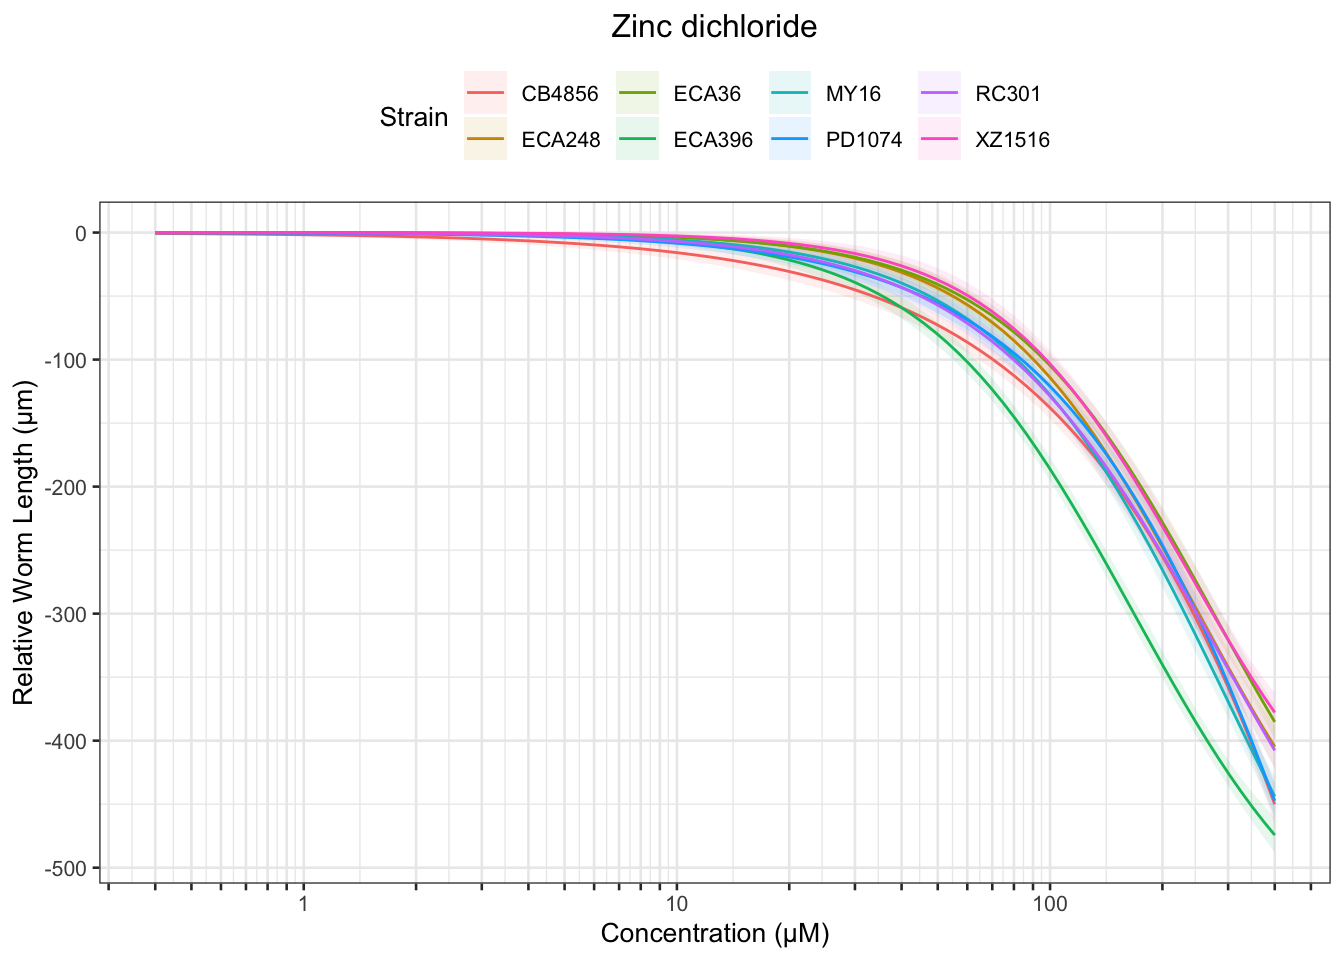 Zinc dichloride
Strain
CB4856 ECA36 MY16 RC301
ECA248 ECA396 PD1074 XZ1516
0
-100
-200
-300
-400
-500
Relative Worm Length (µm)
1 10 100
Concentration (µM)